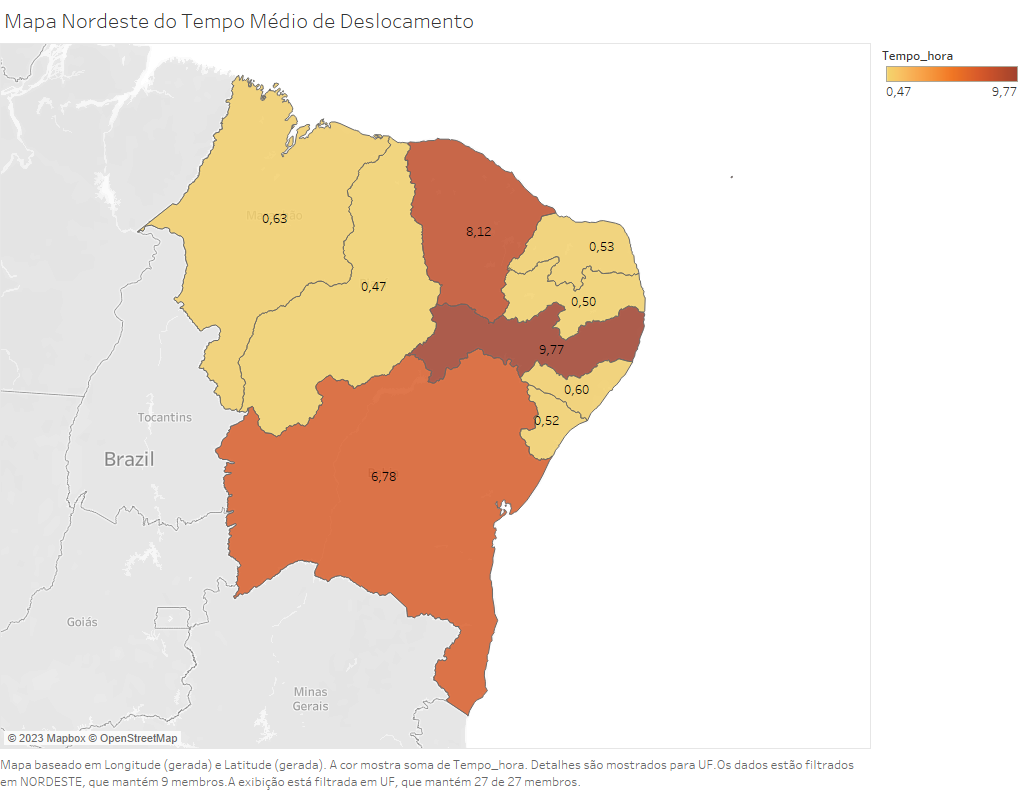 Mapa Nordeste do Tempo Médio de Deslocamento
Tempo_hora
0,47 9,77
0,63
8,12
0,53
0,47
0,50
9,77
0,60
Tocantins
0,52
Brazil
6,78
Goiás
Minas
Gerais
© 2023 Mapbox © OpenStreetMap
Mapa baseado em Longitude (gerada) e Latitude (gerada). A cor mostra soma de Tempo_hora. Detalhes são mostrados para UF.Os dados estão filtrados
em NORDESTE, que mantém 9 membros.A exibição está filtrada em UF, que mantém 27 de 27 membros.